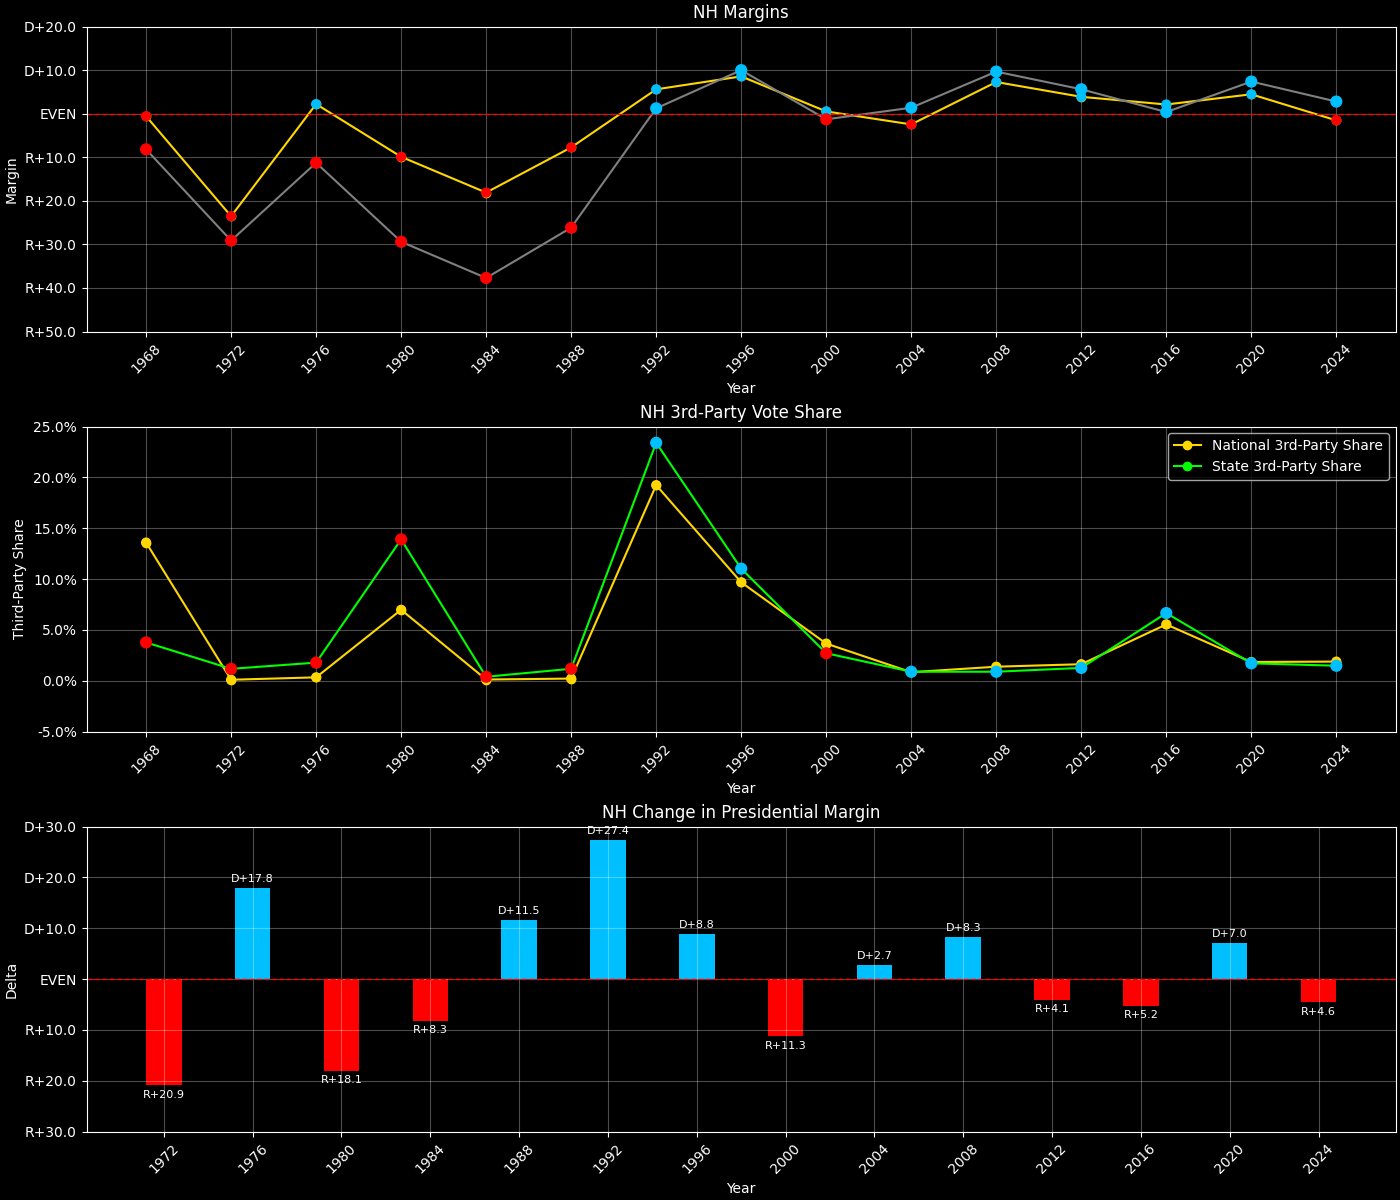 NH Margins
D+20.0
D+10.0
EVEN
R+10.0
R+20.0
R+30.0
R+40.0
R+50.0
Margin
1968
1972
1976
1980
1984
1988
1992
1996
2000
2004
2008
2012
2016
2020
2024
Year
NH 3rd-Party Vote Share
25.0%
20.0%
15.0%
10.0%
5.0%
0.0%
-5.0%
Third-Party Share
National 3rd-Party Share
State 3rd-Party Share
1968
1972
1976
1980
1984
1988
1992
1996
2000
2004
2008
2012
2016
2020
2024
Year
NH Change in Presidential Margin
D+30.0
D+20.0
D+10.0
EVEN
R+10.0
R+20.0
R+30.0
Delta
R+20.9
D+17.8
R+18.1
R+8.3
D+11.5
D+27.4
D+8.8
R+11.3
D+2.7
D+8.3
R+4.1
R+5.2
D+7.0
R+4.6
1972
1976
1980
1984
1988
1992
1996
2000
2004
2008
2012
2016
2020
2024
Year